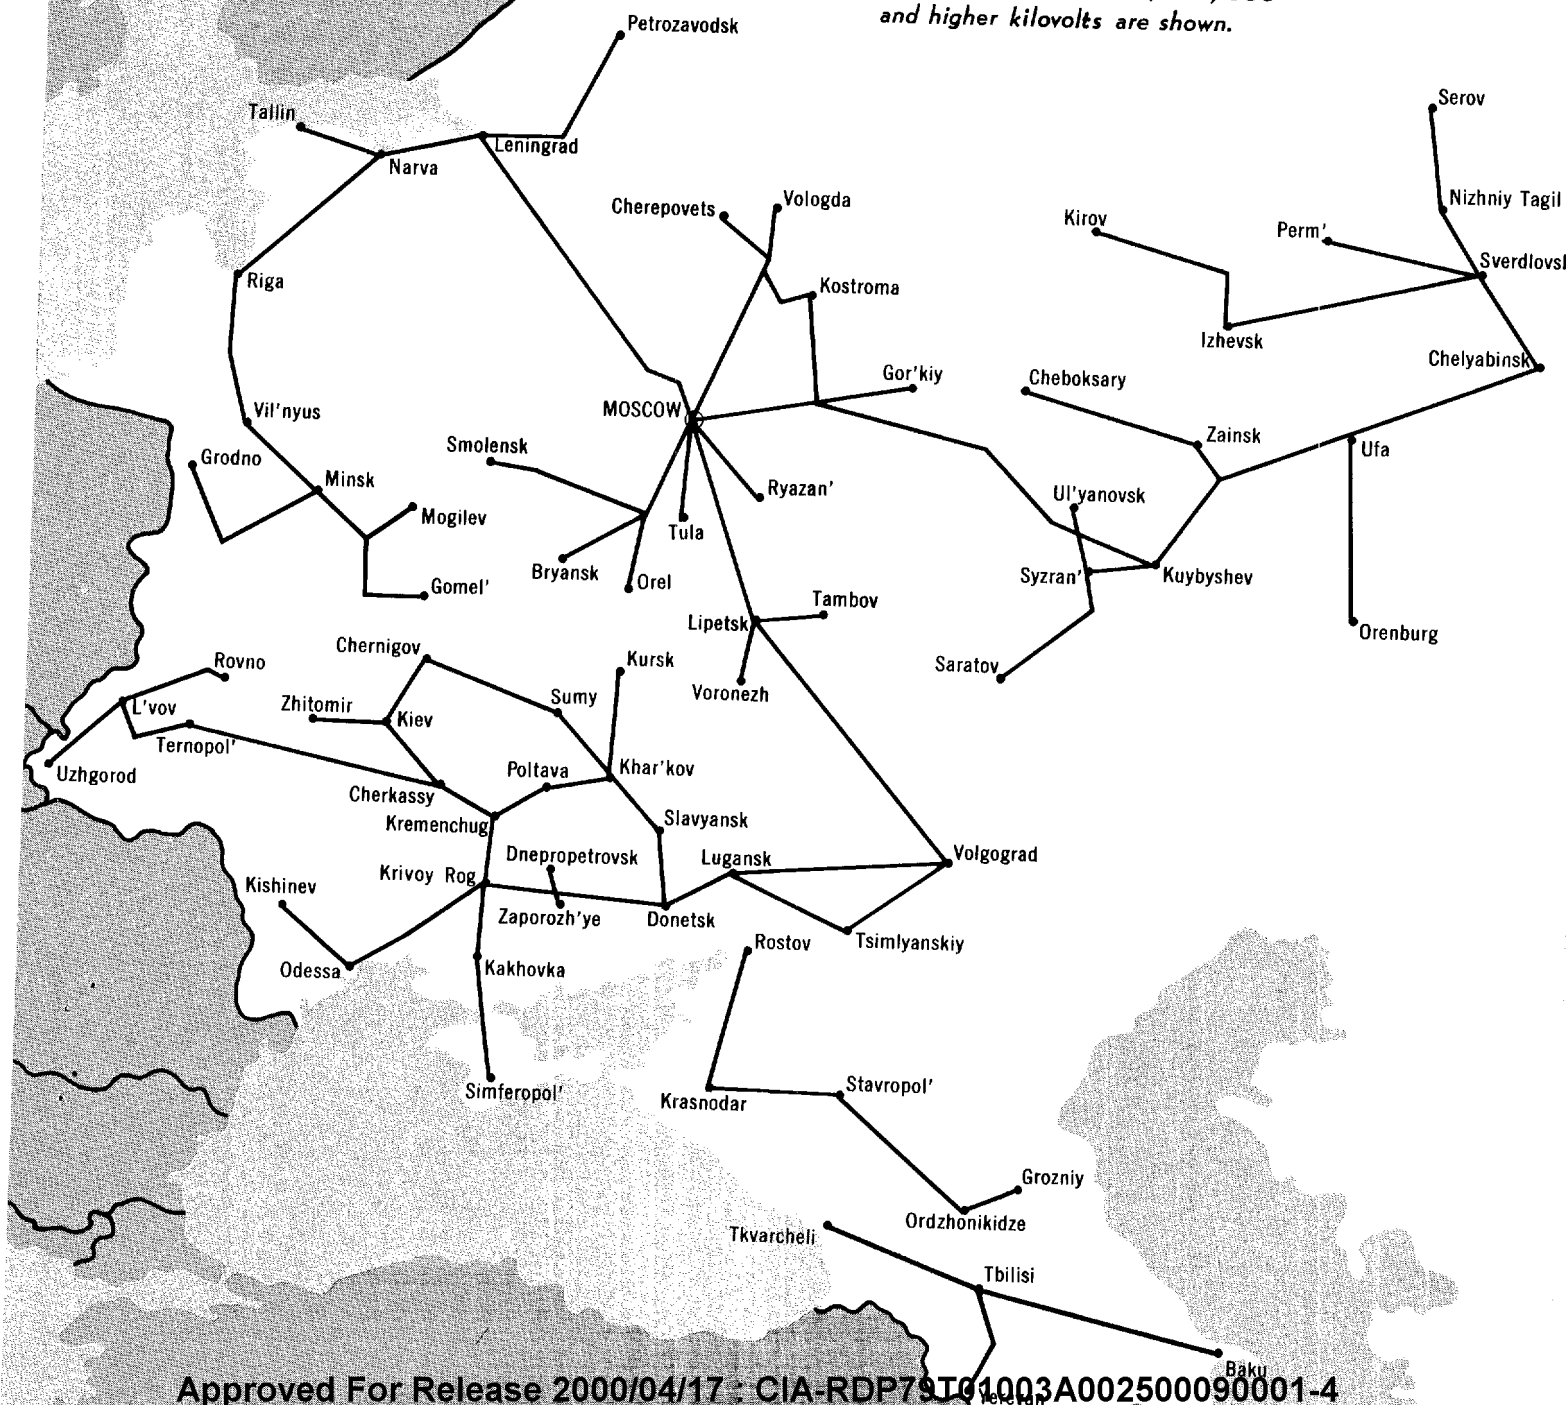 and higher kilovolts are shown.
Petrozavodsk
Serov
Tallin
Leningrad
Narva
Cherepovets
Vologda
Nizhniy Tagil
Kirov
Perm'
Sverdlovsl
Riga
Kostroma
Izhevsk
Chelyabinsk
Gor'kiy
Cheboksary
Vil'nyus
MOSCOW
Zainsk
Smolensk
Ufa
Grodno
Minsk
Ryazan'
Ul'yanovsk
Mogilev
Tula
Bryansk
Orel
Gomel'
Syzran'
Kuybyshev
Tambov
Lipetsk
Orenburg
Chernigov
Rovno
Kursk
Saratov
Voronezh
L'vov
Zhitomir
Kiev
Sumy
Ternopol'
Uzhgorod
Poltava
Khar'kov
Cherkassy
Kremenchug
Slavyansk
Dnepropetrovsk
Lugansk
Volgograd
Krivoy Rog
Kishinev
Zaporozh'ye
Donetsk
Tsimlyanskiy
Rostov
Odessa
Kakhovka
Simferopol'
Krasnodar
Stavropol'
Grozniy
Ordzhonikidze
Tkvarcheli
Tbilisi
Baku
Approved For Release 2000/04/17 : CIA-RDP79T01003A002500090001-4
Yerevan